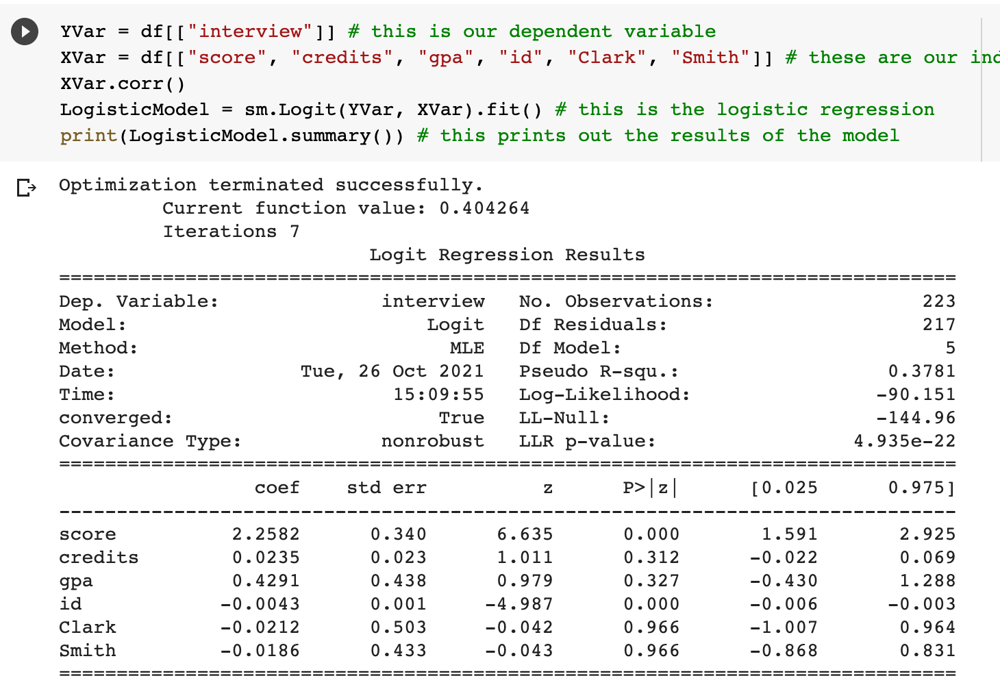 YVar = df[["interview"]] # this is our dependent variable
XVar = df[["score", "credits", "gpa", "id", "Clark", "Smith"]] # these are our ind
XVar.corr()
LogisticModel = sm.Logit(YVar, XVar).fit() # this is the logistic regression
print(LogisticModel.summary()) # this prints out the results of the model
Optimization terminated successfully.
Current function value: 0.404264
Iterations 7
Logit Regression Results
==============================================================================
Dep. Variable: interview No. Observations: 223
Model: Logit Df Residuals: 217
Method: MLE Df Model: 5
Date: Tue, 26 Oct 2021 Pseudo R-squ.: 0.3781
Time: 15:09:55 Log-Likelihood: -90.151
converged: True LL-Null: -144.96
Covariance Type: nonrobust LLR p-value: 4.935e-22
==============================================================================
coef std err z P>|z| [0.025 0.975]
------------------------------------------------------------------------------
score 2.2582 0.340 6.635 0.000 1.591 2.925
credits 0.0235 0.023 1.011 0.312 -0.022 0.069
gpa 0.4291 0.438 0.979 0.327 -0.430 1.288
id -0.0043 0.001 -4.987 0.000 -0.006 -0.003
Clark -0.0212 0.503 -0.042 0.966 -1.007 0.964
Smith -0.0186 0.433 -0.043 0.966 -0.868 0.831
==============================================================================